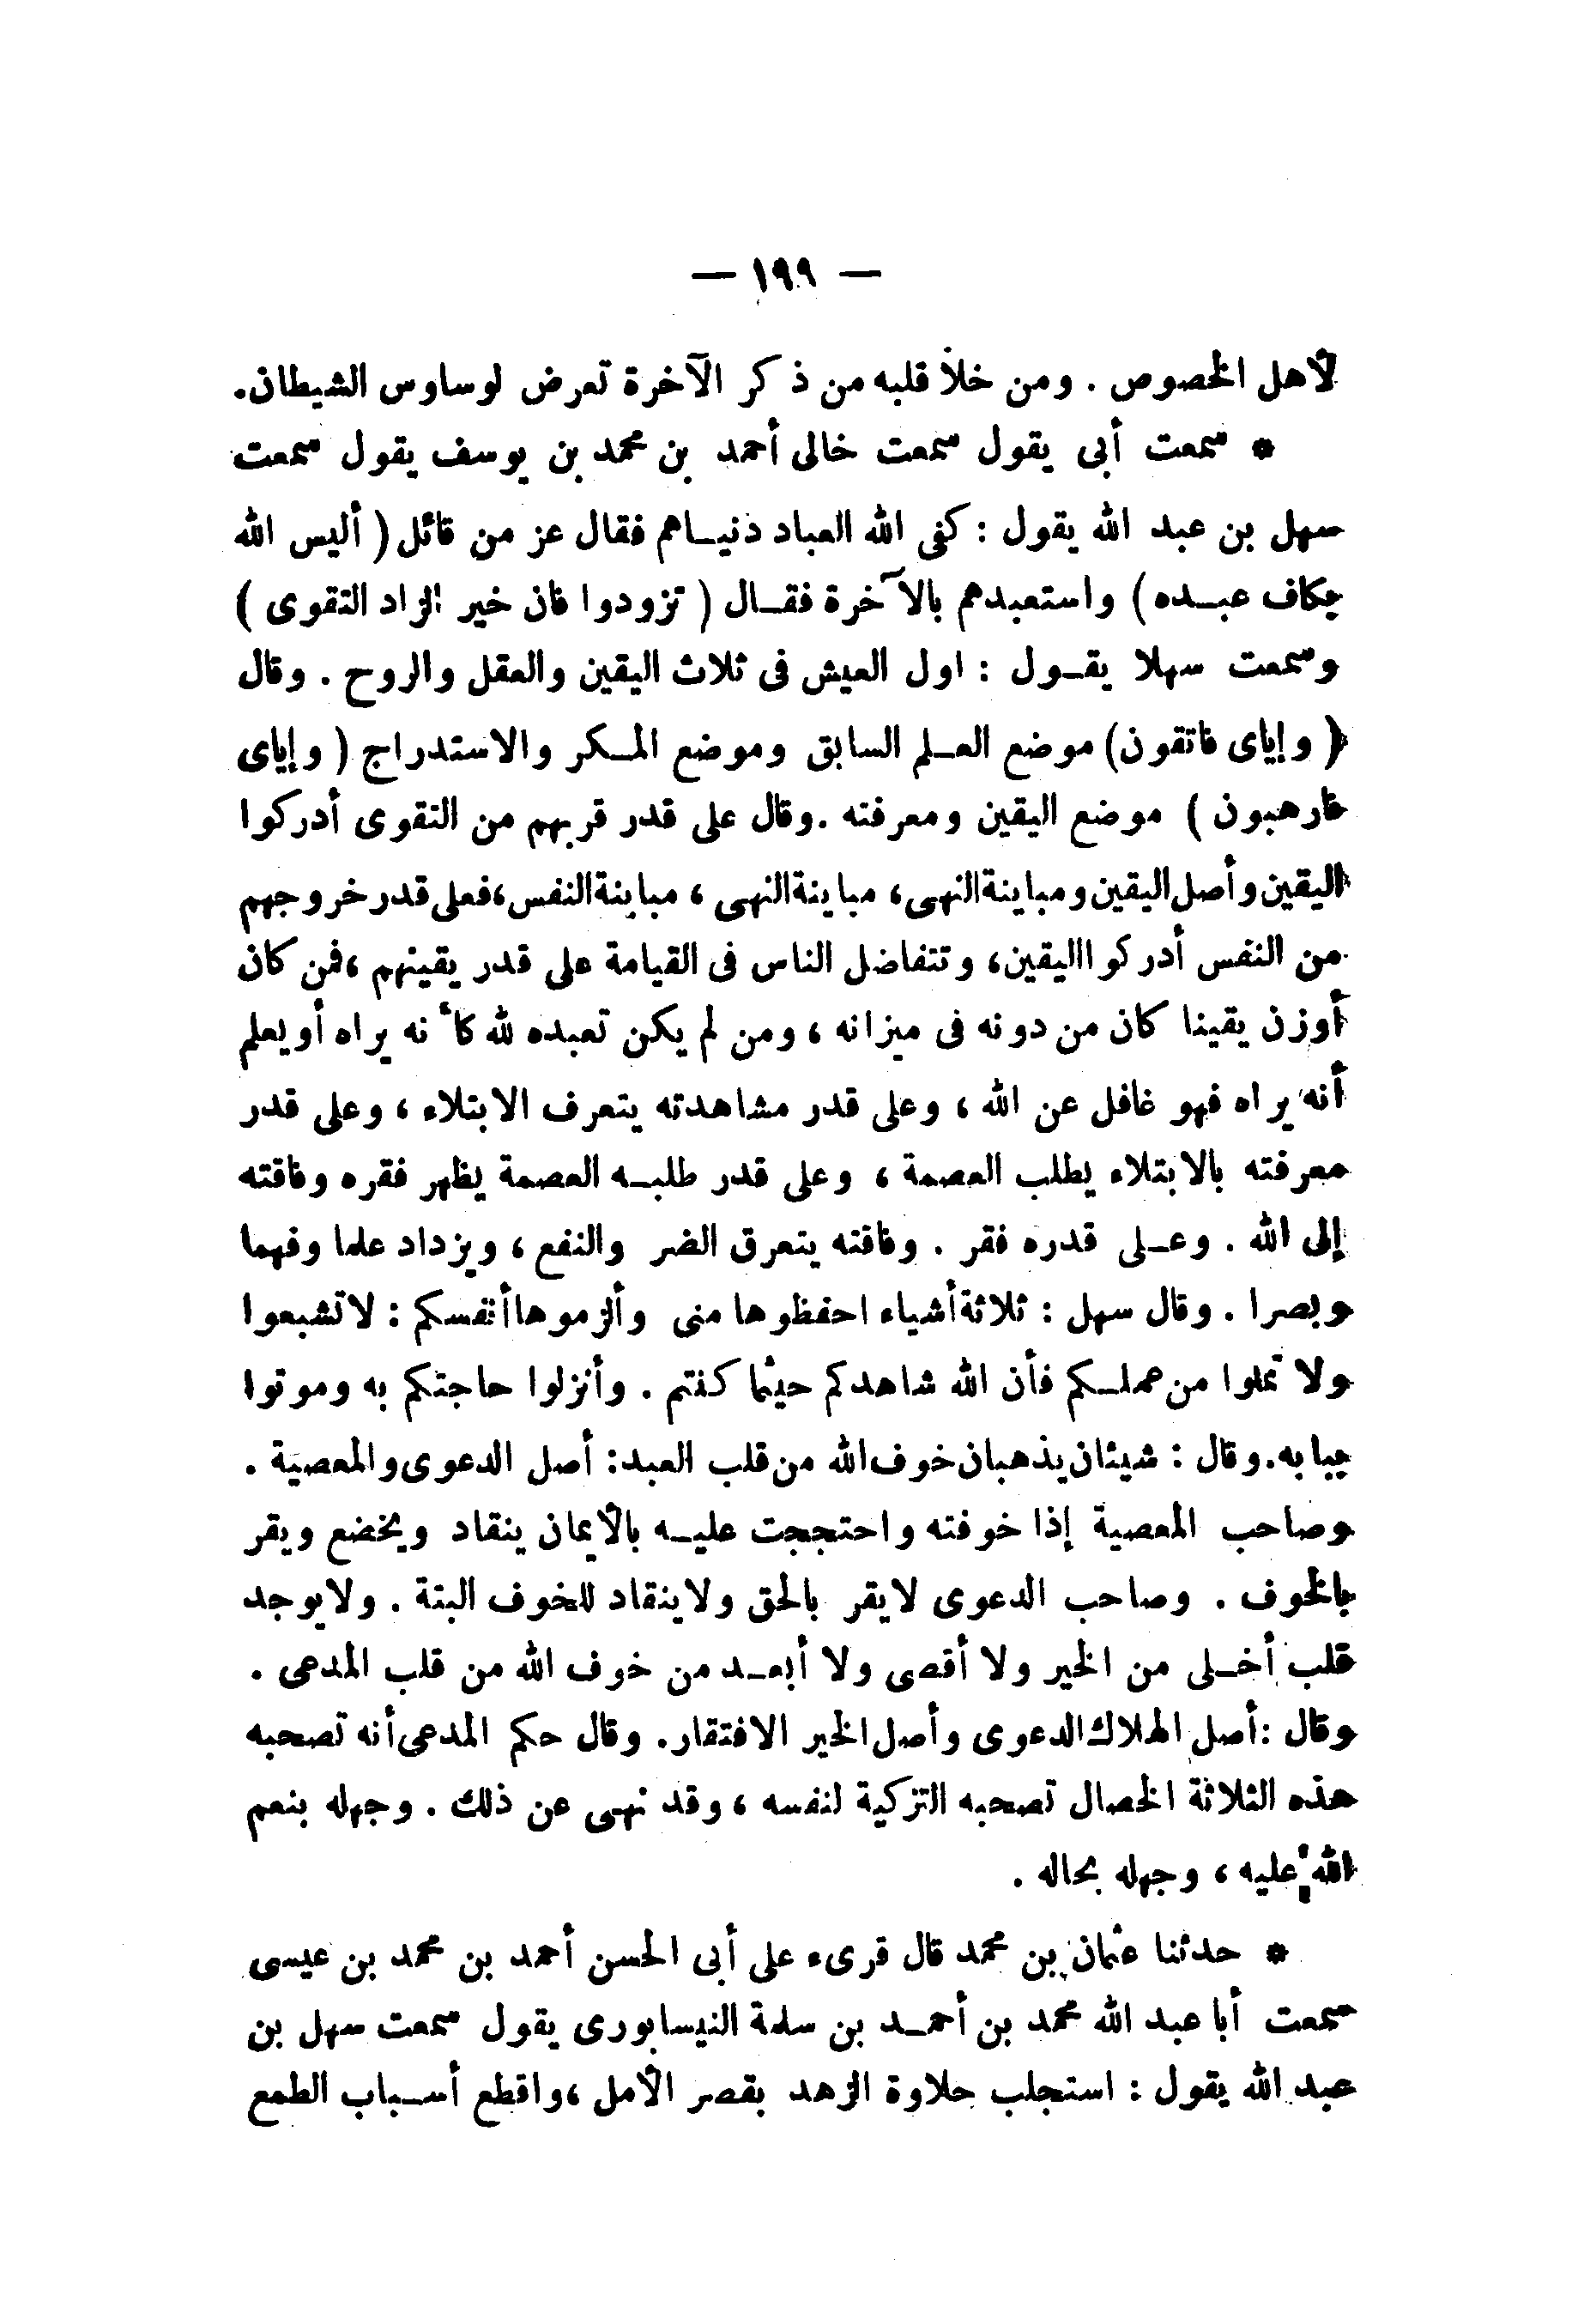 — ١٩٩ —
لأهل الخصوص . ومن خلا قلبه من ذكر الآخرة تعرض لوساوس الشيطان.
* سمعت أبى يقول سمعت خالى أحمد بن محمد بن يوسف يقول سمعت
سهل بن عبد الله يقول : كفى الله العباد دنياهم فقال عز من قائل ( أليس الله
بكاف عبده ) واستعبدهم بالآخرة فقال ( تزودوا فان خير الزاد التقوى )
وسمعت سهلا يقول : اول العيش فى ثلاث اليقين والعقل والروح . وقال
( وإياى فاتقون ) موضع العلم السابق وموضع المكر والاستدراج ( وإياى
فارهبون ) موضع اليقين ومعرفته . وقال على قدر قربهم من التقوى أدركوا
اليقين وأصل اليقين ومباينة النهى ، مباينة النهى ، مباينة النفس ، فعلى قدر خروجهم
من النفس أدركوا اليقين ، وتتفاضل الناس فى القيامة على قدر يقينهم ، فمن كان
أوزن يقينا كان من دونه فى ميزانه ، ومن لم يكن تعبده لله كأنه يراه أو يعلم
أنه يراه فهو غافل عن الله ، وعلى قدر مشاهدته يتعرف الابتلاء ، وعلى قدر
معرفته بالابتلاء يطلب العصمة ، وعلى قدر طلبه العصمة يظهر فقره وفاقته
إلى الله . وعلى قدره فقر . وفاقته يتعرق الضر والنفع ، ويزداد علما وفهما
وبصرا . وقال سهل : ثلاثة أشياء احفظوها منى وألزموها أنفسكم : لا تشبعوا
ولا تملوا من عملكم فأن الله شاهدكم حيثما كنتم . وأنزلوا حاجتكم به وموتوا
ببابه . وقال : شيئان يذهبان خوف الله من قلب العبد : أصل الدعوى والمعصية .
وصاحب المعصية إذا خوفته واحتججت عليه بالأيمان ينقاد ويخضع ويقر
بالخوف . وصاحب الدعوى لا يقر بالحق ولا ينقاد للخوف البتة . ولا يوجد
قلب أخلى من الخير ولا أقصى ولا أبعد من خوف الله من قلب المدعى .
وقال : أصل الهلاك الدعوى وأصل الخير الافتقار . وقال حكم المدعى أنه تصحبه
هذه الثلاثة الخصال تصحبه التزكية لنفسه ، وقد نهى عن ذلك . وجهله بنعم
الله عليه ، وجهله بحاله .
* حدثنا عثمان بن محمد قال قرىء على أبى الحسن أحمد بن محمد بن عيسى
سمعت أبا عبد الله محمد بن أحمد بن سلمة النيسابورى يقول سمعت سهل بن
عبد الله يقول : استجلب حلاوة الزهد بقصر الأمل ، واقطع أسباب الطمع